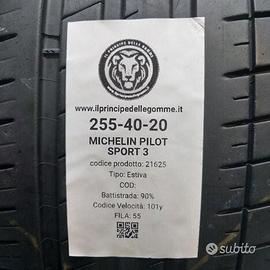 IL PRINCIPE DELLE GOMME
www.ilprincipedellegomme.it
255-40-20
MICHELIN PILOT
SPORT 3
codice prodotto: 21625
Tipo: Estiva
COD:
Battistrada: 90%
Codice Velocità: 101y
FILA: 55
subito